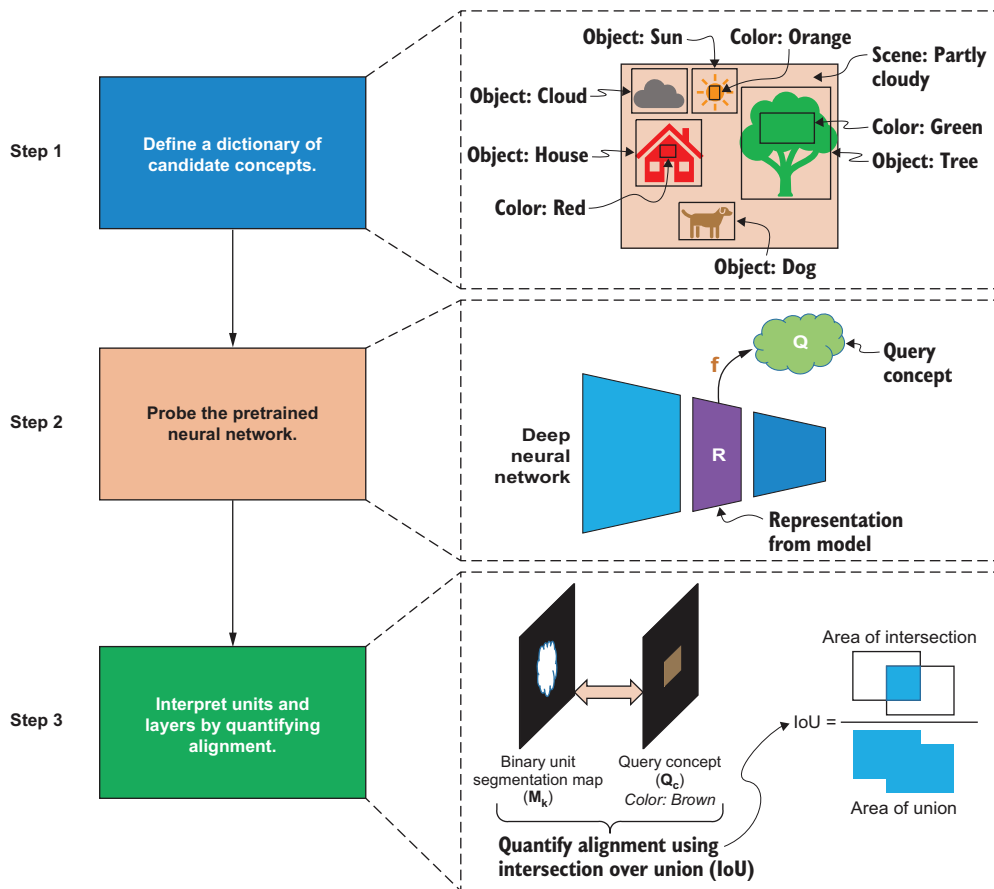 Step 1
Define a dictionary of
candidate concepts.
Object: Sun
Color: Orange
Scene: Partly
cloudy
Object: Cloud
Color: Green
Object: House
Object: Tree
Color: Red
Object: Dog
Step 2
Probe the pretrained
neural network.
Q
Query
concept
f
Deep
neural
network
R
Representation
from model
Step 3
Interpret units and
layers by quantifying
alignment.
Binary unit
segmentation map
(Mk)
Query concept
(Qc)
Color: Brown
Quantify alignment using
intersection over union (IoU)
Area of intersection
IoU =
Area of union